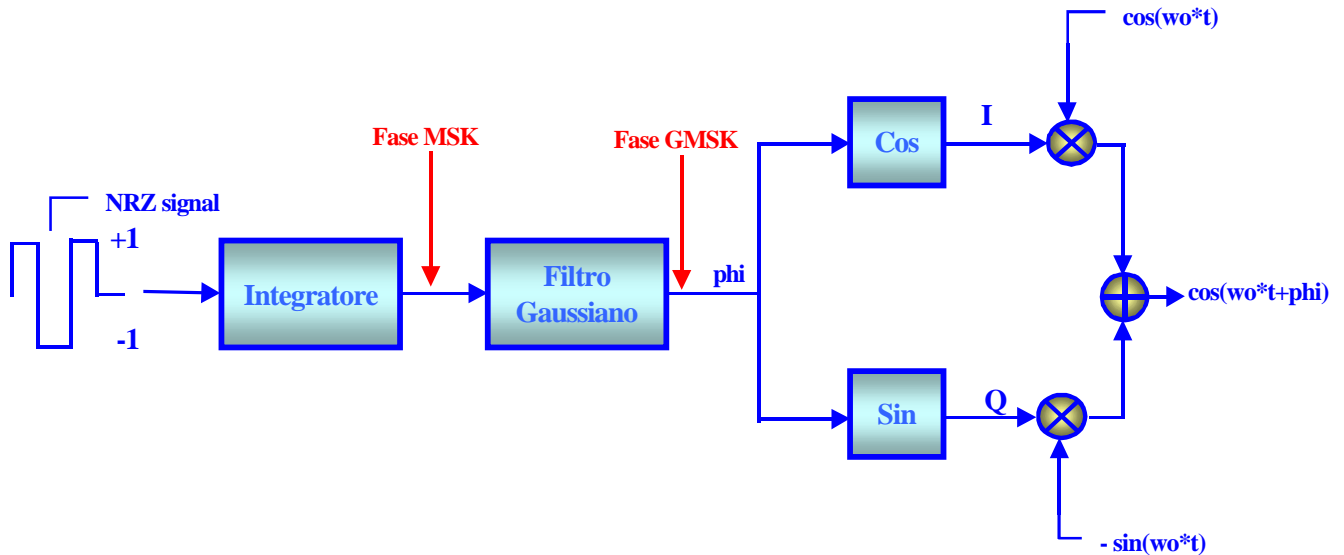 cos(wo*t)
I
Cos
Fase MSK
Fase GMSK
NRZ signal
+1
-1
Integratore
Filtro
Gaussiano
phi
cos(wo*t+phi)
Q
Sin
- sin(wo*t)